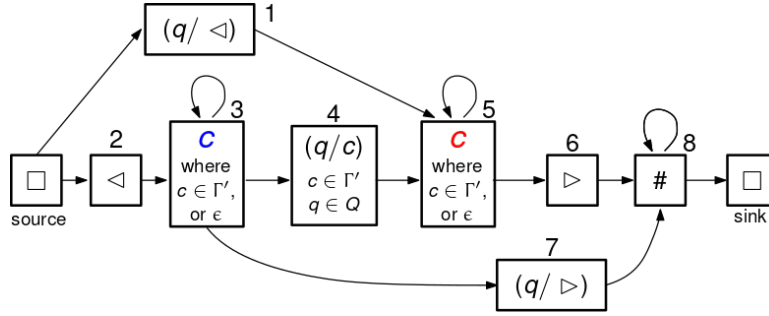 1
(q/ ◁)
2
3
4
5
6
8
□
source
◁
c
where
c ∈ Γ′,
or ϵ
(q/c)
c ∈ Γ′
q ∈ Q
c
where
c ∈ Γ′,
or ϵ
▷
#
□
sink
7
(q/ ▷)